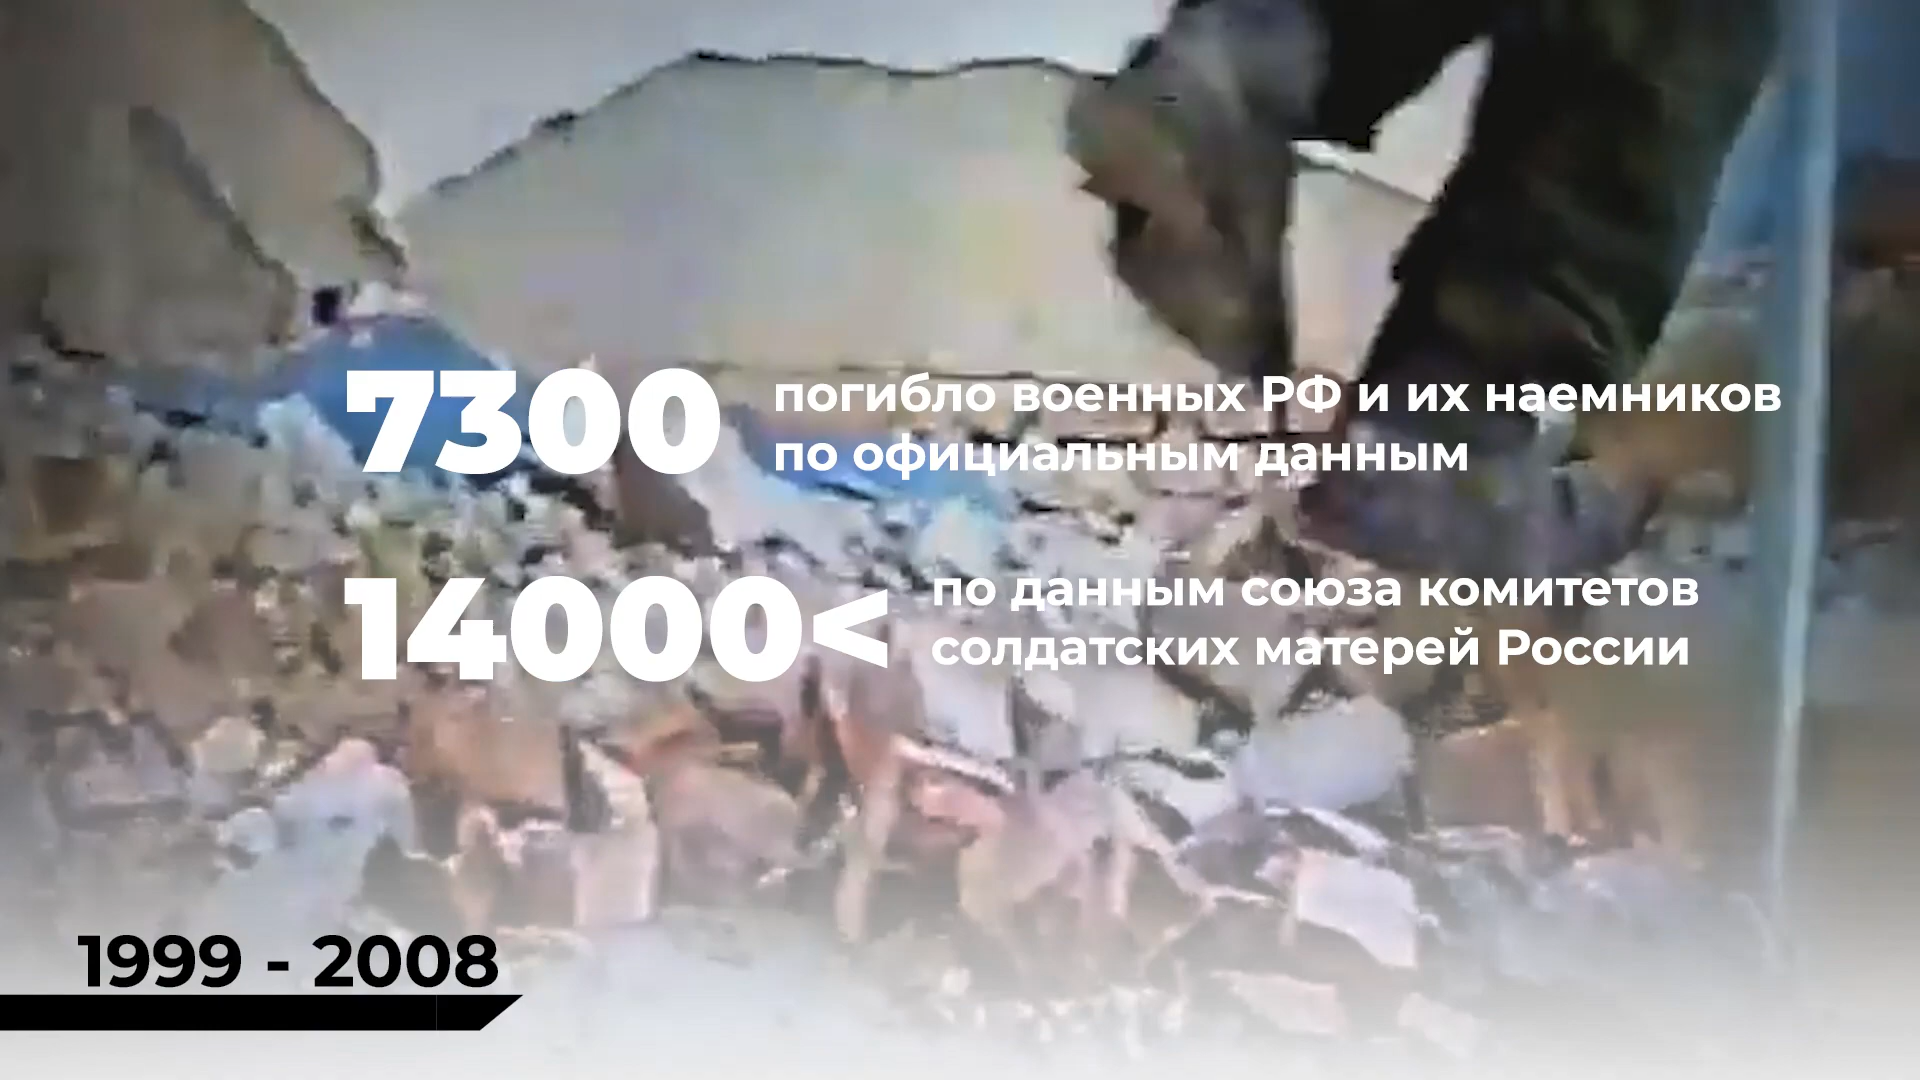 7300 погибло военных РФ и их наемников
по официальным данным
14000< по данным союза комитетов
солдатских матерей России
1999 - 2008